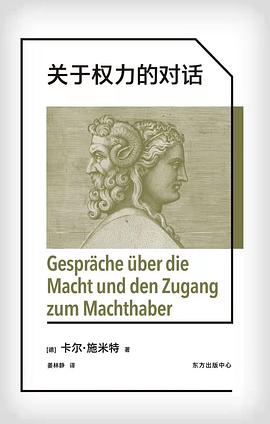 关于权力的对话
Gespräche über die
Macht und den Zugang
zum Machthaber
[德] 卡尔·施米特 著
姜林静 译
东方出版中心